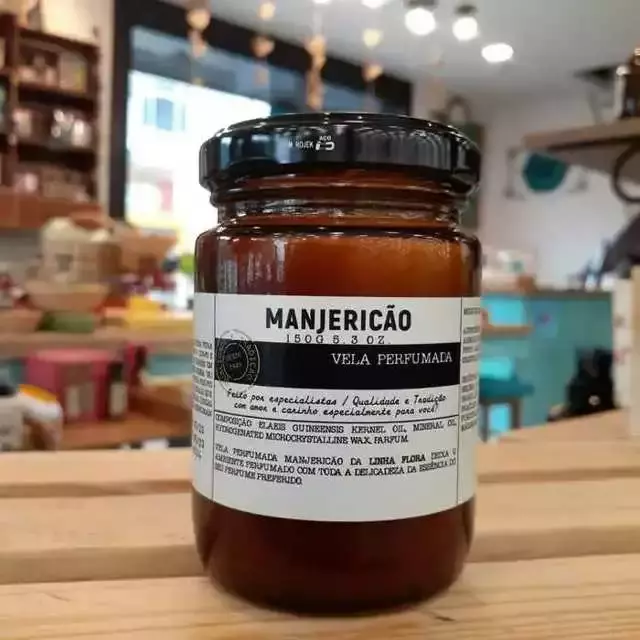 AÇO
ROJEK
MANJERICÃO
150G 5.3 OZ.
VELA PERFUMADA
Feito por especialistas / Qualidade e Tradição
com amor e carinho especialmente para você!
COMPOSIÇÃO ELAEIS GUINEENSIS KERNEL OIL, MINERAL OIL,
HYDROGENATED MICROCRYSTALLINE WAX, PARFUM.
VELA PERFUMADA MANJERICÃO DA LINHA FLORA DEIXA O
AMBIENTE PERFUMADO COM TODA A DELICADEZA DA ESSÊNCIA DO
SEU PERFUME PREFERIDO.